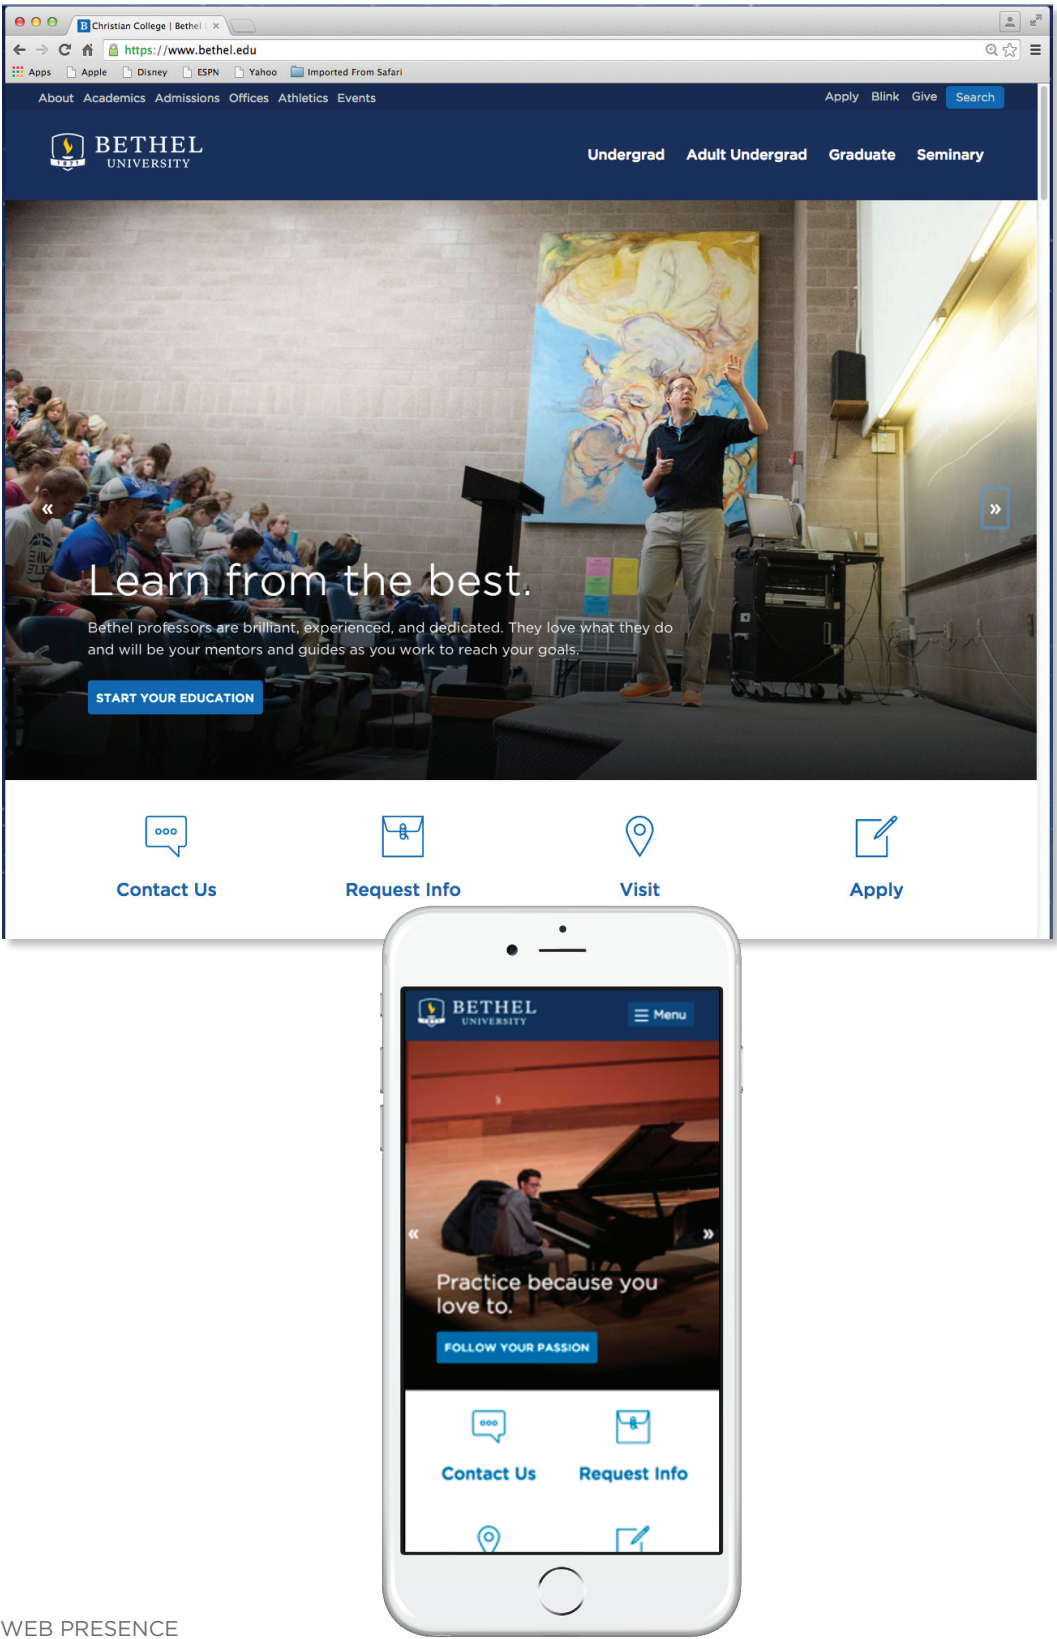 Christian College | Bethel
https://www.bethel.edu
Apps Apple Disney ESPN Yahoo Imported From Safari
About Academics Admissions Offices Athletics Events
Apply Blink Give Search
BETHEL
UNIVERSITY
1871
Undergrad Adult Undergrad Graduate Seminary
«
»
Learn from the best.
Bethel professors are brilliant, experienced, and dedicated. They love what they do
and will be your mentors and guides as you work to reach your goals.
START YOUR EDUCATION
Contact Us Request Info Visit Apply
BETHEL
UNIVERSITY
Menu
«
»
Practice because you
love to.
FOLLOW YOUR PASSION
Contact Us Request Info
WEB PRESENCE